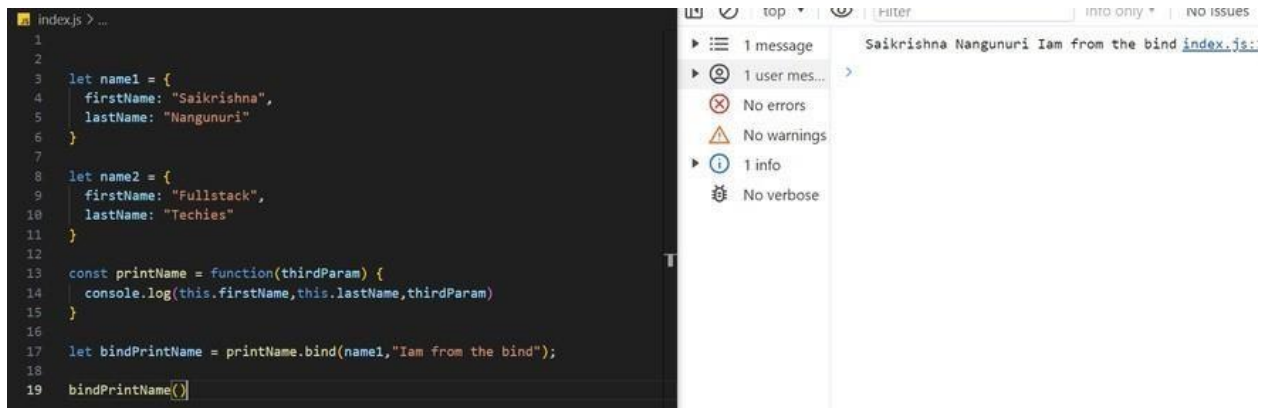 index.js > ...
1
2
3 let name1 = {
4 firstName: "Saikrishna",
5 lastName: "Nangunuri"
6 }
7
8 let name2 = {
9 firstName: "Fullstack",
10 lastName: "Techies"
11 }
12
13 const printName = function(thirdParam) {
14 console.log(this.firstName,this.lastName,thirdParam)
15 }
16
17 let bindPrintName = printName.bind(name1,"Iam from the bind");
18
19 bindPrintName()
top Filter Info only No Issues
1 message
1 user mes...
No errors
No warnings
1 info
No verbose
Saikrishna Nangunuri Iam from the bind index.js:
>